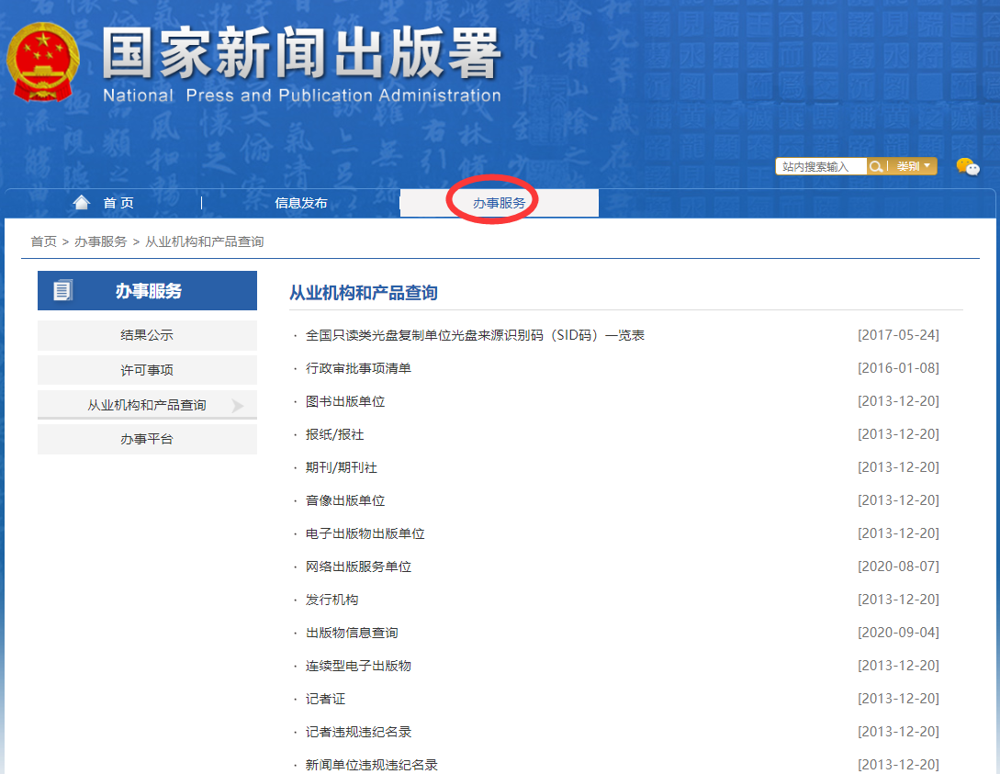 国家新闻出版署
National Press and Publication Administration
站内搜索输入 类别
首页 信息发布 办事服务
首页 > 办事服务 > 从业机构和产品查询
办事服务
结果公示
许可事项
从业机构和产品查询
办事平台
从业机构和产品查询
· 全国只读类光盘复制单位光盘来源识别码（SID码）一览表 [2017-05-24]
· 行政审批事项清单 [2016-01-08]
· 图书出版单位 [2013-12-20]
· 报纸/报社 [2013-12-20]
· 期刊/期刊社 [2013-12-20]
· 音像出版单位 [2013-12-20]
· 电子出版物出版单位 [2013-12-20]
· 网络出版服务单位 [2020-08-07]
· 发行机构 [2013-12-20]
· 出版物信息查询 [2020-09-04]
· 连续型电子出版物 [2013-12-20]
· 记者证 [2013-12-20]
· 记者违规违纪名录 [2013-12-20]
· 新闻单位违规违纪名录 [2013-12-20]